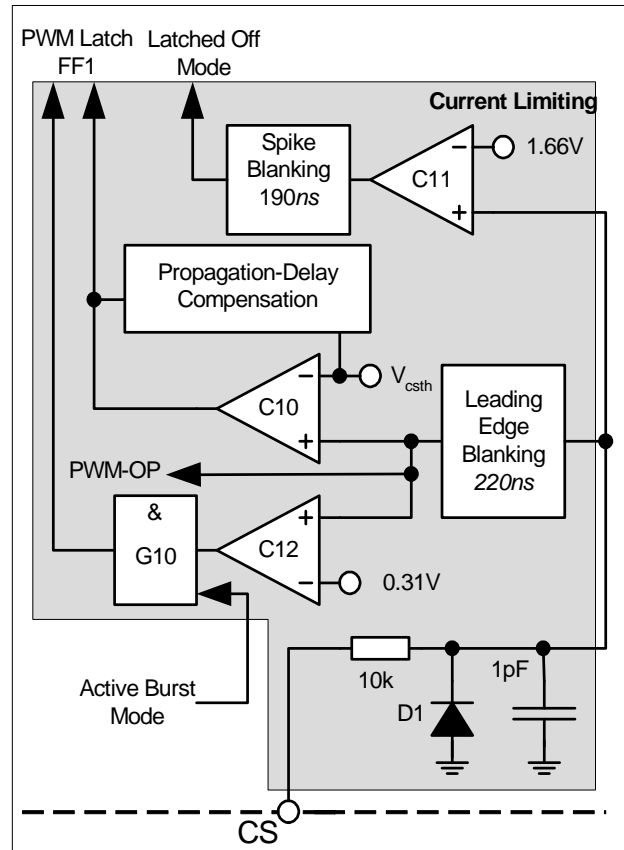 PWM Latch
FF1
Latched Off
Mode
Current Limiting
Spike
Blanking
190ns
C11
1.66V
Propagation-Delay
Compensation
C10
Vcsth
Leading
Edge
Blanking
220ns
PWM-OP
&
G10
C12
0.31V
Active Burst
Mode
10k
D1
1pF
CS